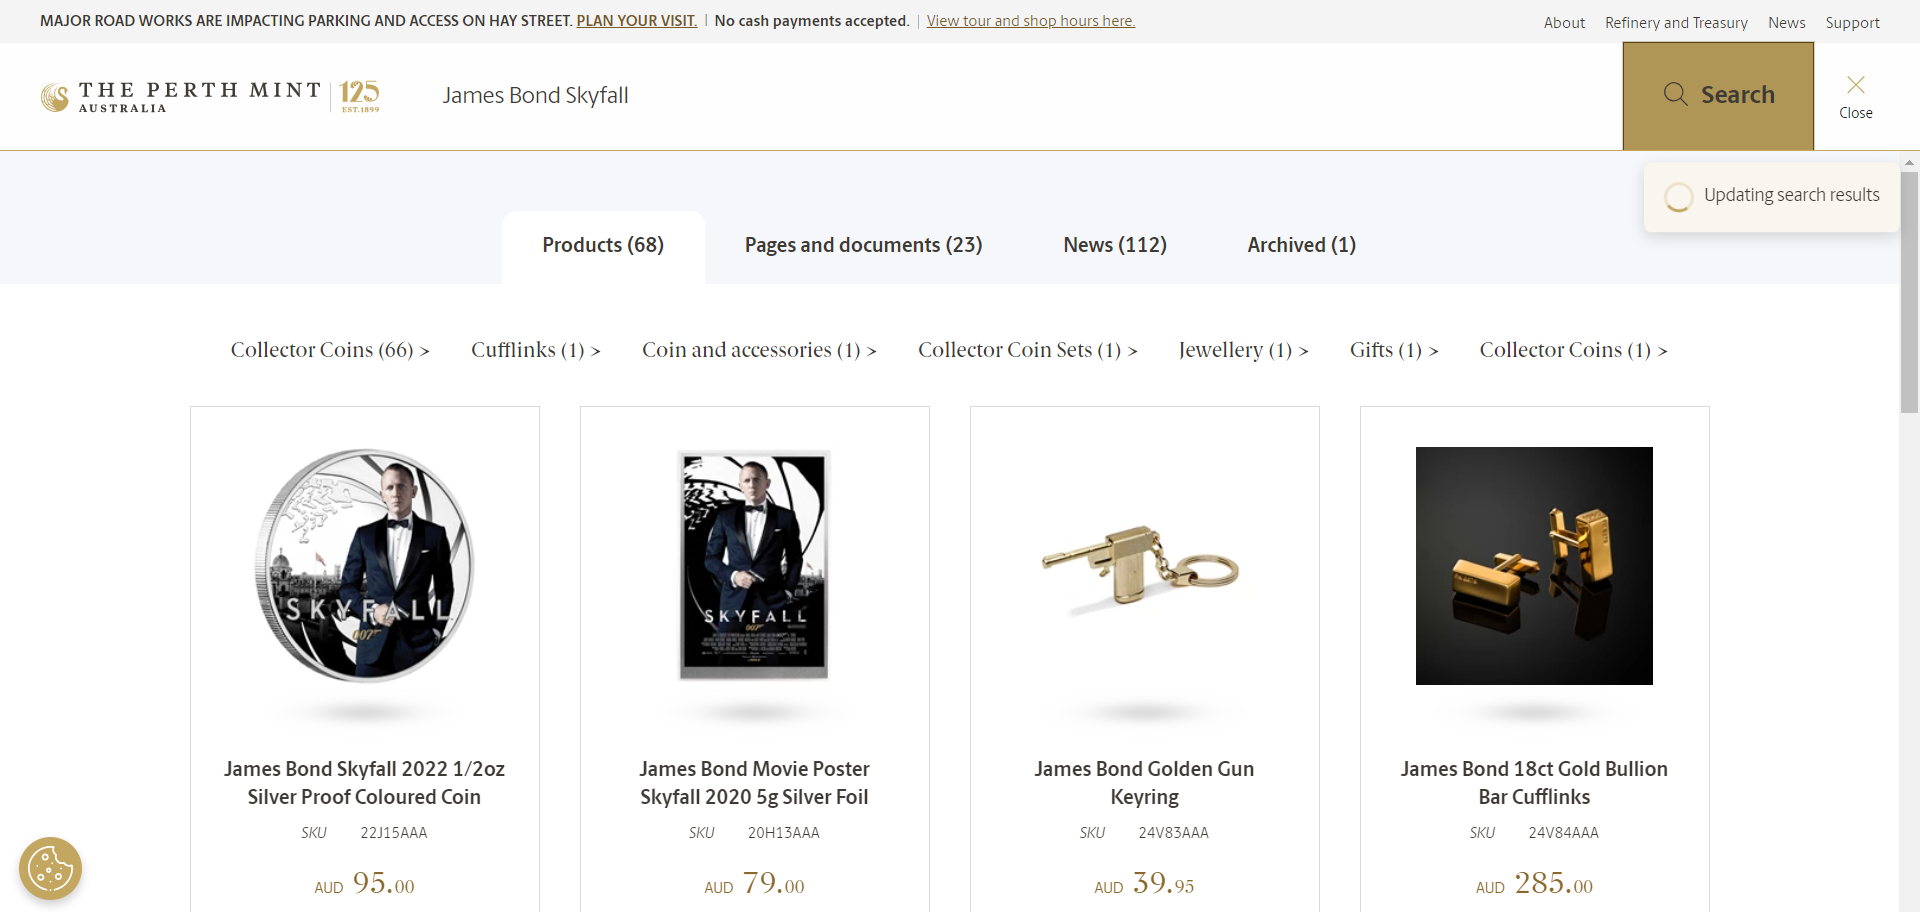 MAJOR ROAD WORKS ARE IMPACTING PARKING AND ACCESS ON HAY STREET. PLAN YOUR VISIT. | No cash payments accepted. | View tour and shop hours here.
About Refinery and Treasury News Support
THE PERTH MINT
AUSTRALIA
125
EST.1899
James Bond Skyfall
Search
Close
Updating search results
Products (68) Pages and documents (23) News (112) Archived (1)
Collector Coins (66) > Cufflinks (1) > Coin and accessories (1) > Collector Coin Sets (1) > Jewellery (1) > Gifts (1) > Collector Coins (1) >
SKYFALL
007
SKYFALL
007
James Bond Skyfall 2022 1/2oz
Silver Proof Coloured Coin
SKU 22J15AAA
AUD 95.00
James Bond Movie Poster
Skyfall 2020 5g Silver Foil
SKU 20H13AAA
AUD 79.00
James Bond Golden Gun
Keyring
SKU 24V83AAA
AUD 39.95
James Bond 18ct Gold Bullion
Bar Cufflinks
SKU 24V84AAA
AUD 285.00